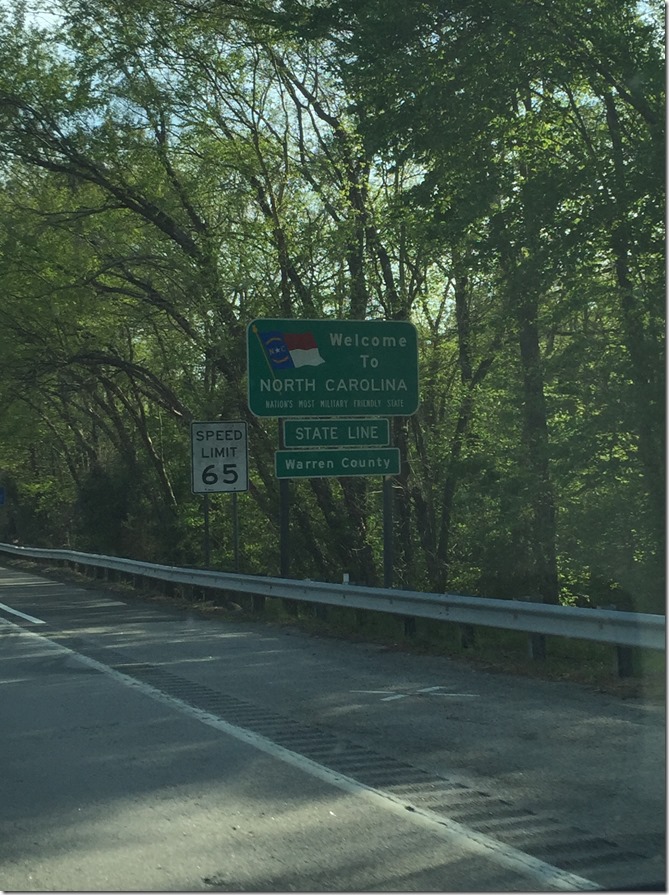 Welcome
To
NORTH CAROLINA
NATION'S MOST MILITARY FRIENDLY STATE
STATE LINE
Warren County
SPEED
LIMIT
65
N★C